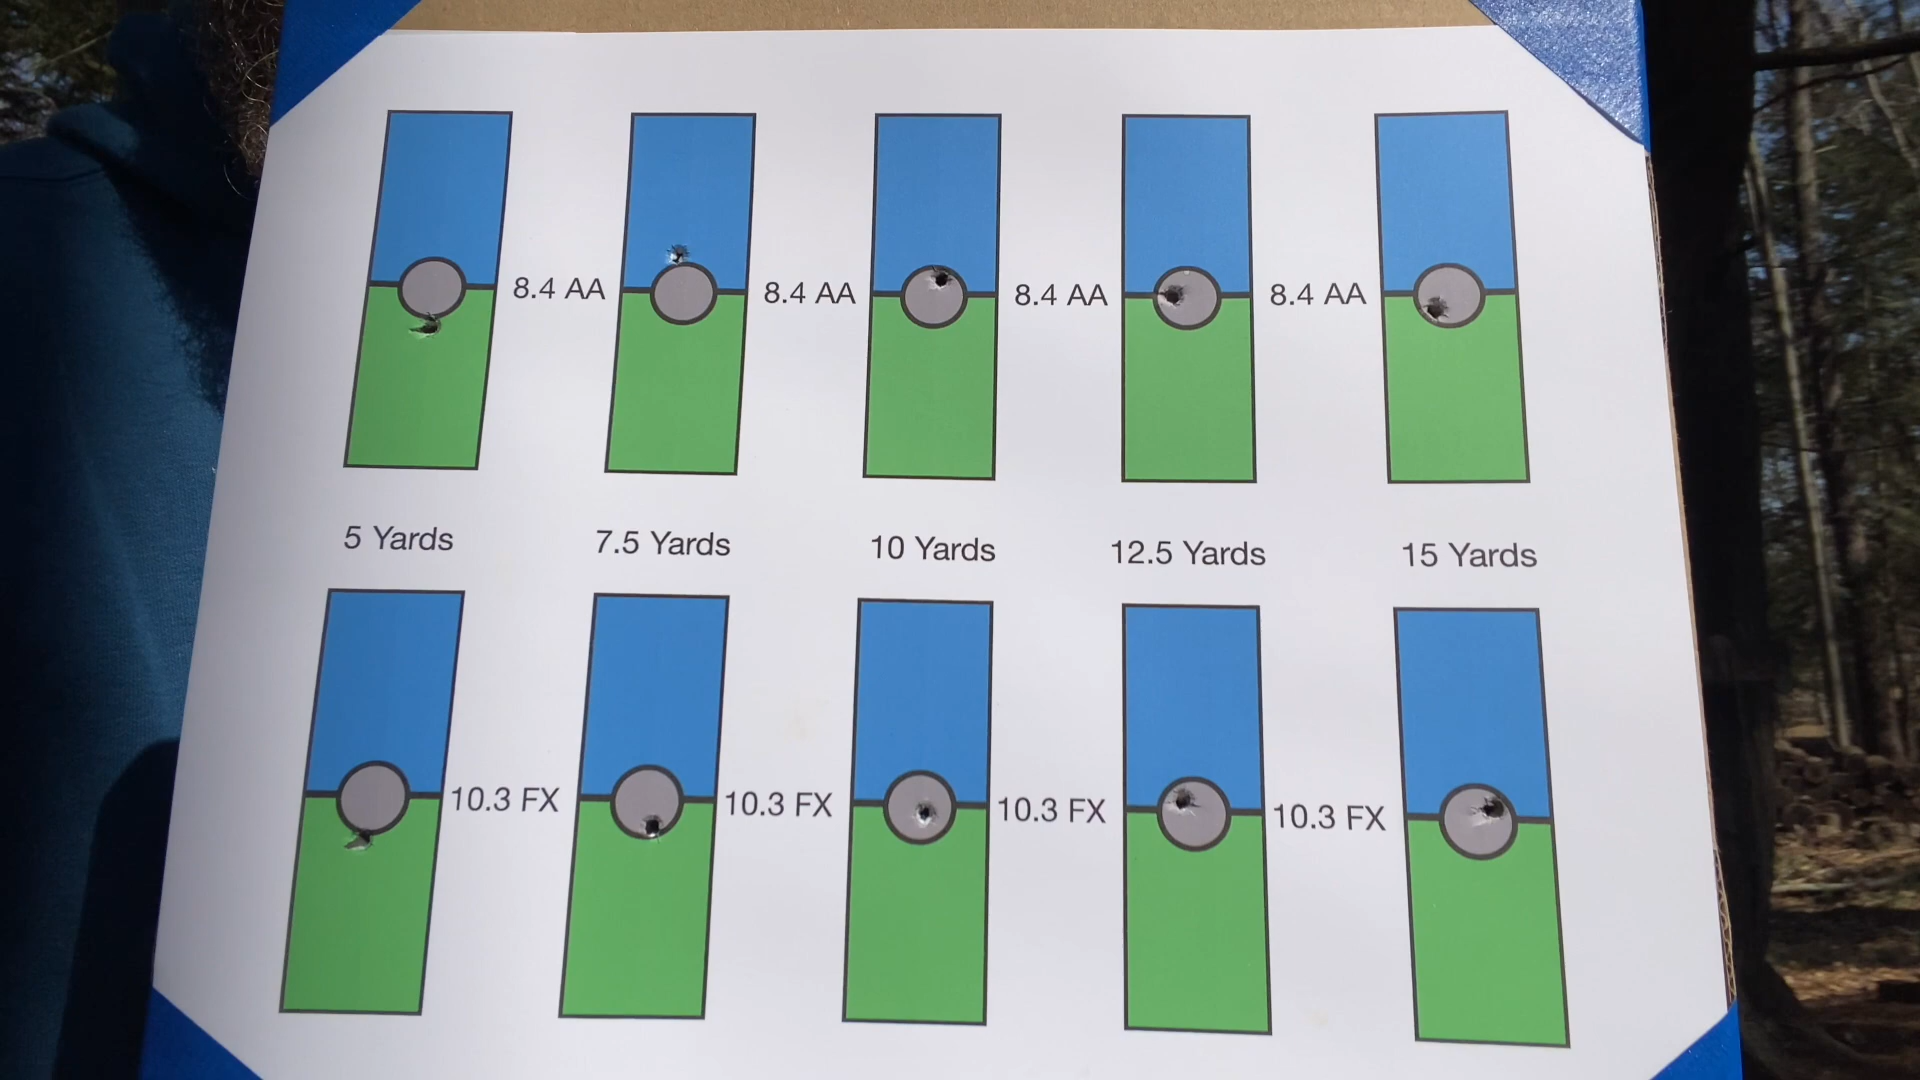 8.4 AA 8.4 AA 8.4 AA 8.4 AA
5 Yards 7.5 Yards 10 Yards 12.5 Yards 15 Yards
10.3 FX 10.3 FX 10.3 FX 10.3 FX